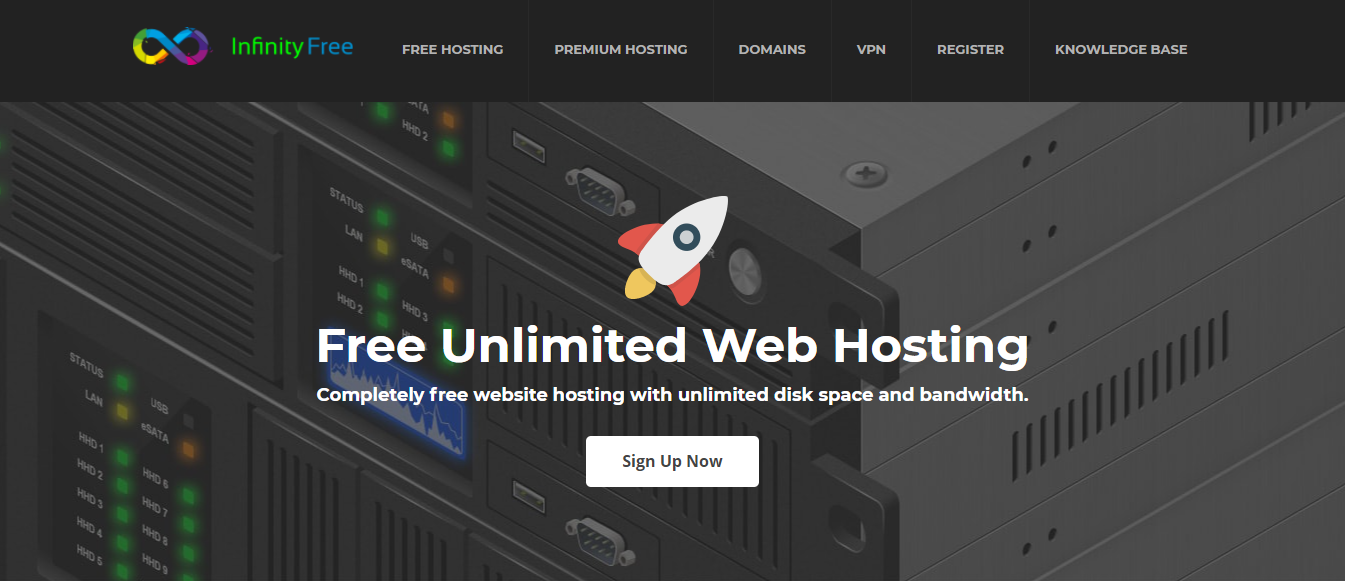 InfinityFree
FREE HOSTING
PREMIUM HOSTING
DOMAINS
VPN
REGISTER
KNOWLEDGE BASE
HHD 2
STATUS
LAN
USB
eSATA
HHD 1
HHD 2
HHD 3
Free Unlimited Web Hosting
Completely free website hosting with unlimited disk space and bandwidth.
Sign Up Now
STATUS
LAN
USB
eSATA
HHD 1
HHD 2
HHD 3
HHD 4
HHD 5
HHD 6
HHD 7
HHD 8
HHD 9